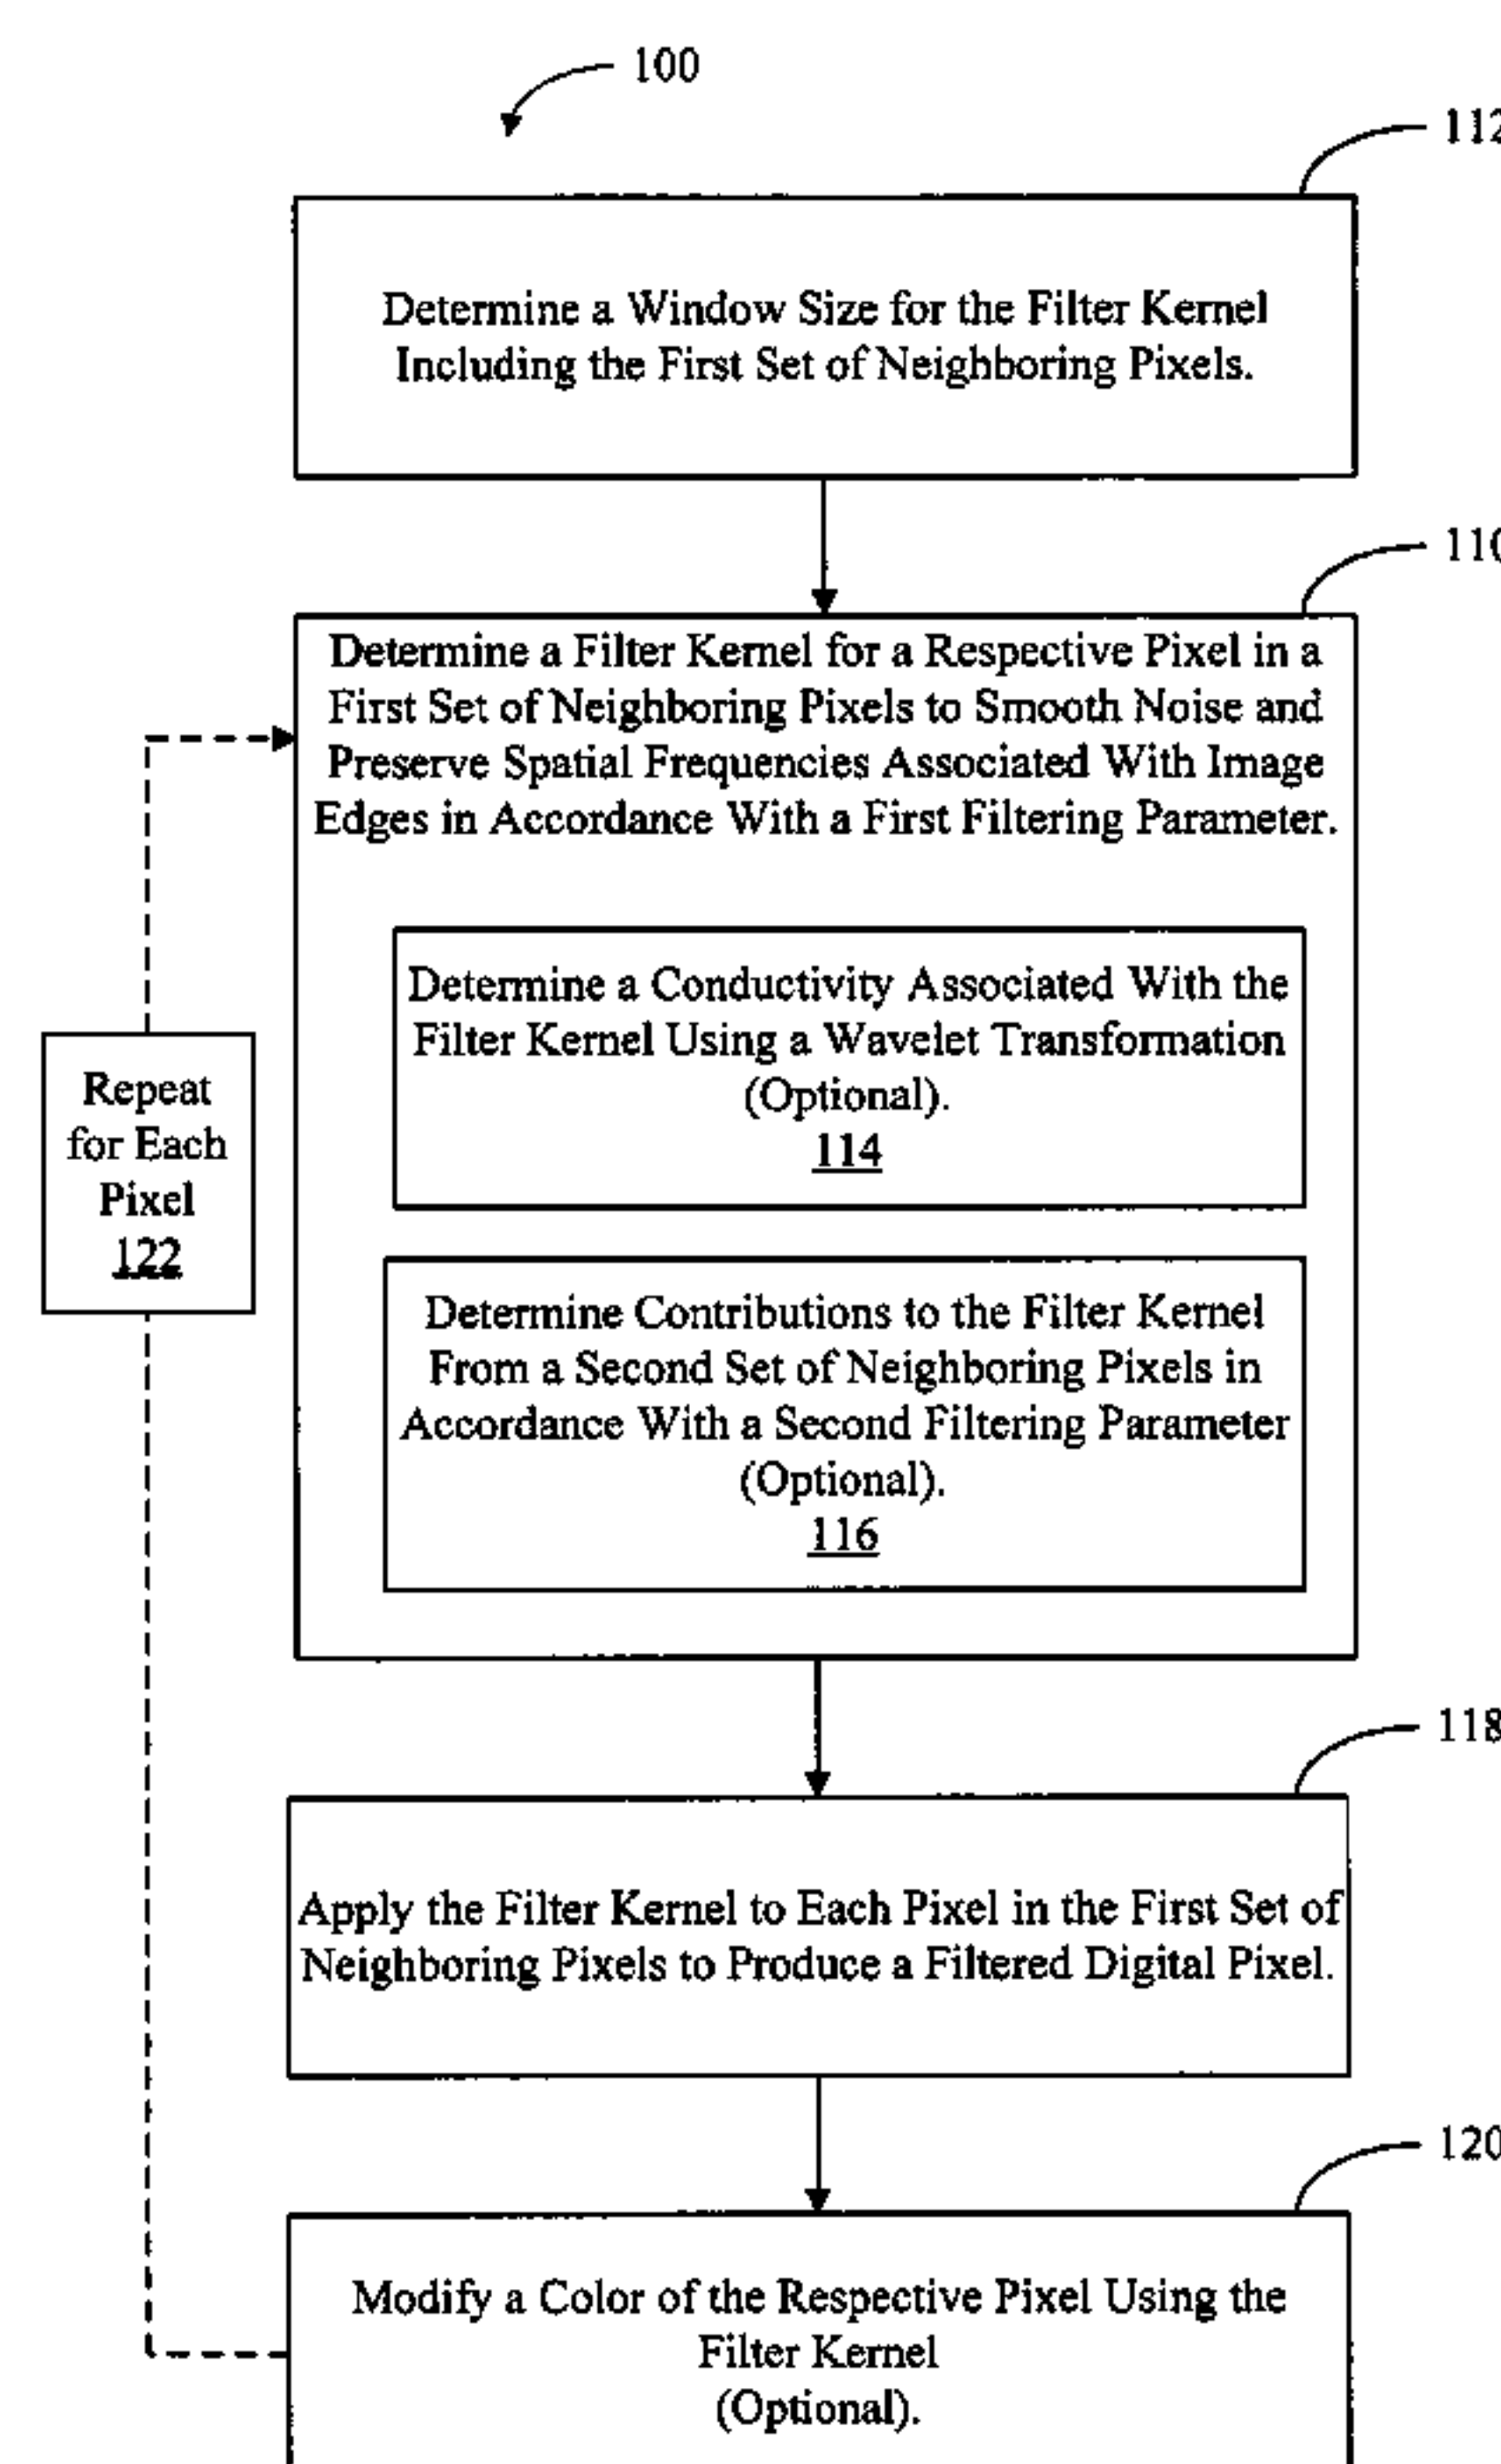 100
112
Determine a Window Size for the Filter Kernel
Including the First Set of Neighboring Pixels.
110
Determine a Filter Kernel for a Respective Pixel in a
First Set of Neighboring Pixels to Smooth Noise and
Preserve Spatial Frequencies Associated With Image
Edges in Accordance With a First Filtering Parameter.
Determine a Conductivity Associated With the
Filter Kernel Using a Wavelet Transformation
(Optional).
114
Repeat
for Each
Pixel
122
Determine Contributions to the Filter Kernel
From a Second Set of Neighboring Pixels in
Accordance With a Second Filtering Parameter
(Optional).
116
118
Apply the Filter Kernel to Each Pixel in the First Set of
Neighboring Pixels to Produce a Filtered Digital Pixel.
120
Modify a Color of the Respective Pixel Using the
Filter Kernel
(Optional).